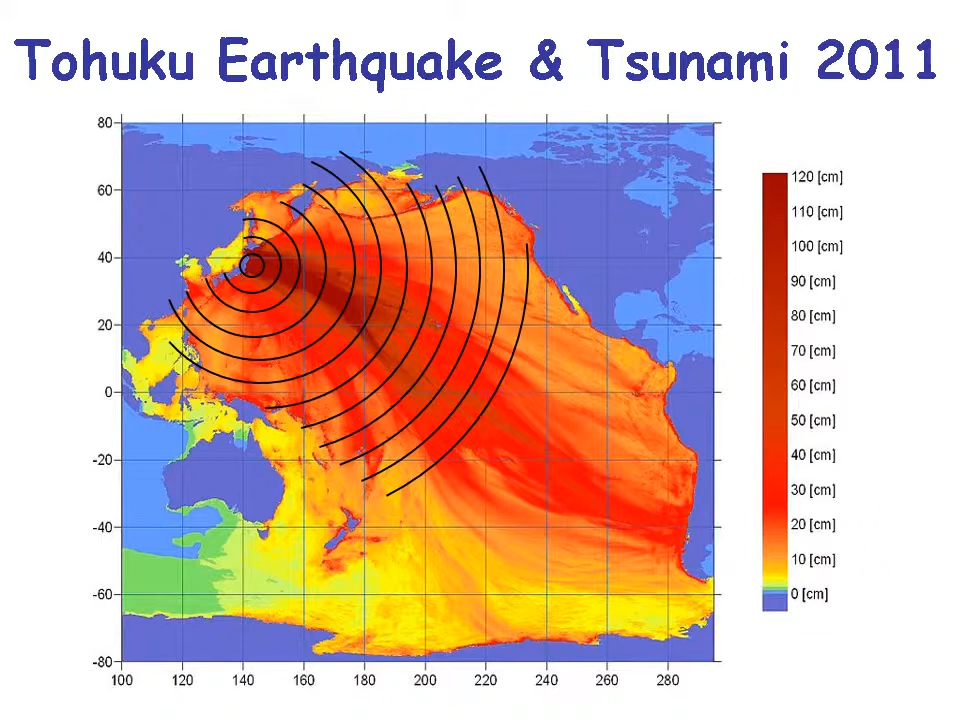 Tohuku Earthquake & Tsunami 2011
80
60
40
20
0
-20
-40
-60
-80
100 120 140 160 180 200 220 240 260 280
120 [cm]
110 [cm]
100 [cm]
90 [cm]
80 [cm]
70 [cm]
60 [cm]
50 [cm]
40 [cm]
30 [cm]
20 [cm]
10 [cm]
0 [cm]